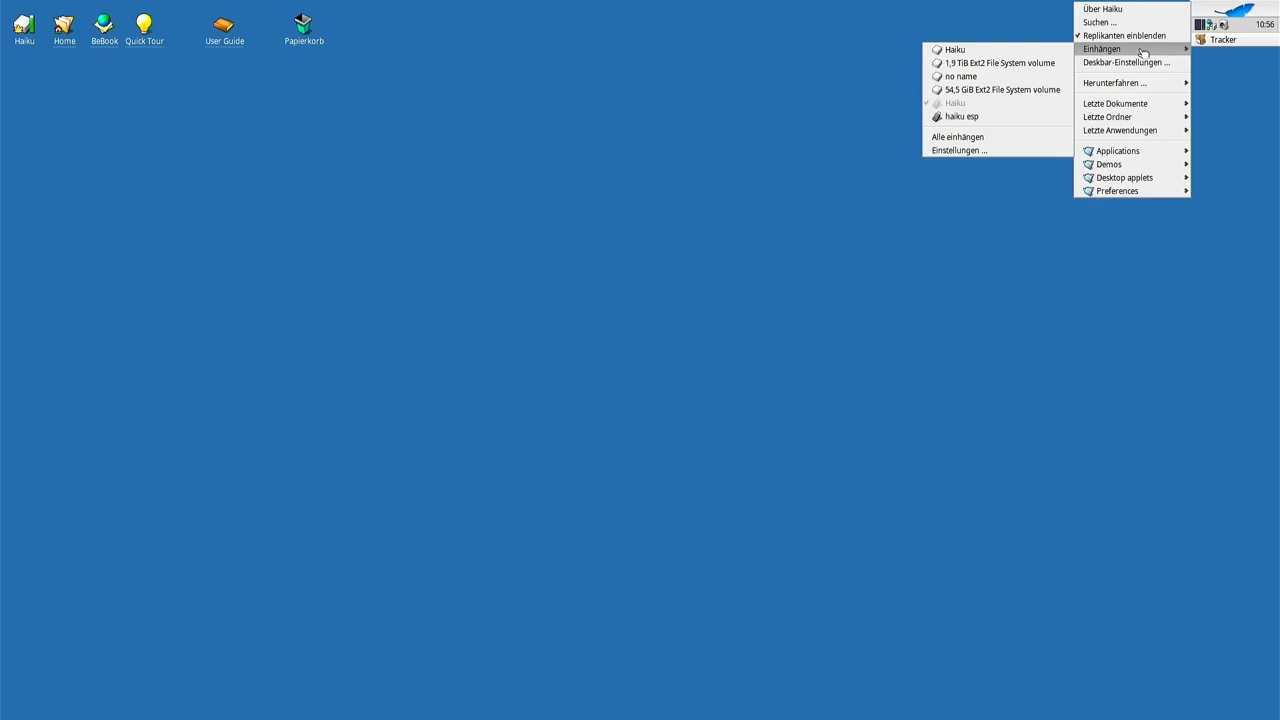 Haiku
Home
BeBook
Quick Tour
User Guide
Papierkorb
Haiku
1,9 TiB Ext2 File System volume
no name
54,5 GiB Ext2 File System volume
Haiku
haiku esp
Alle einhängen
Einstellungen ...
Über Haiku
Suchen ...
Replikanten einblenden
Einhängen
Deskbar-Einstellungen ...
Herunterfahren ...
Letzte Dokumente
Letzte Ordner
Letzte Anwendungen
Applications
Demos
Desktop applets
Preferences
10:56
Tracker